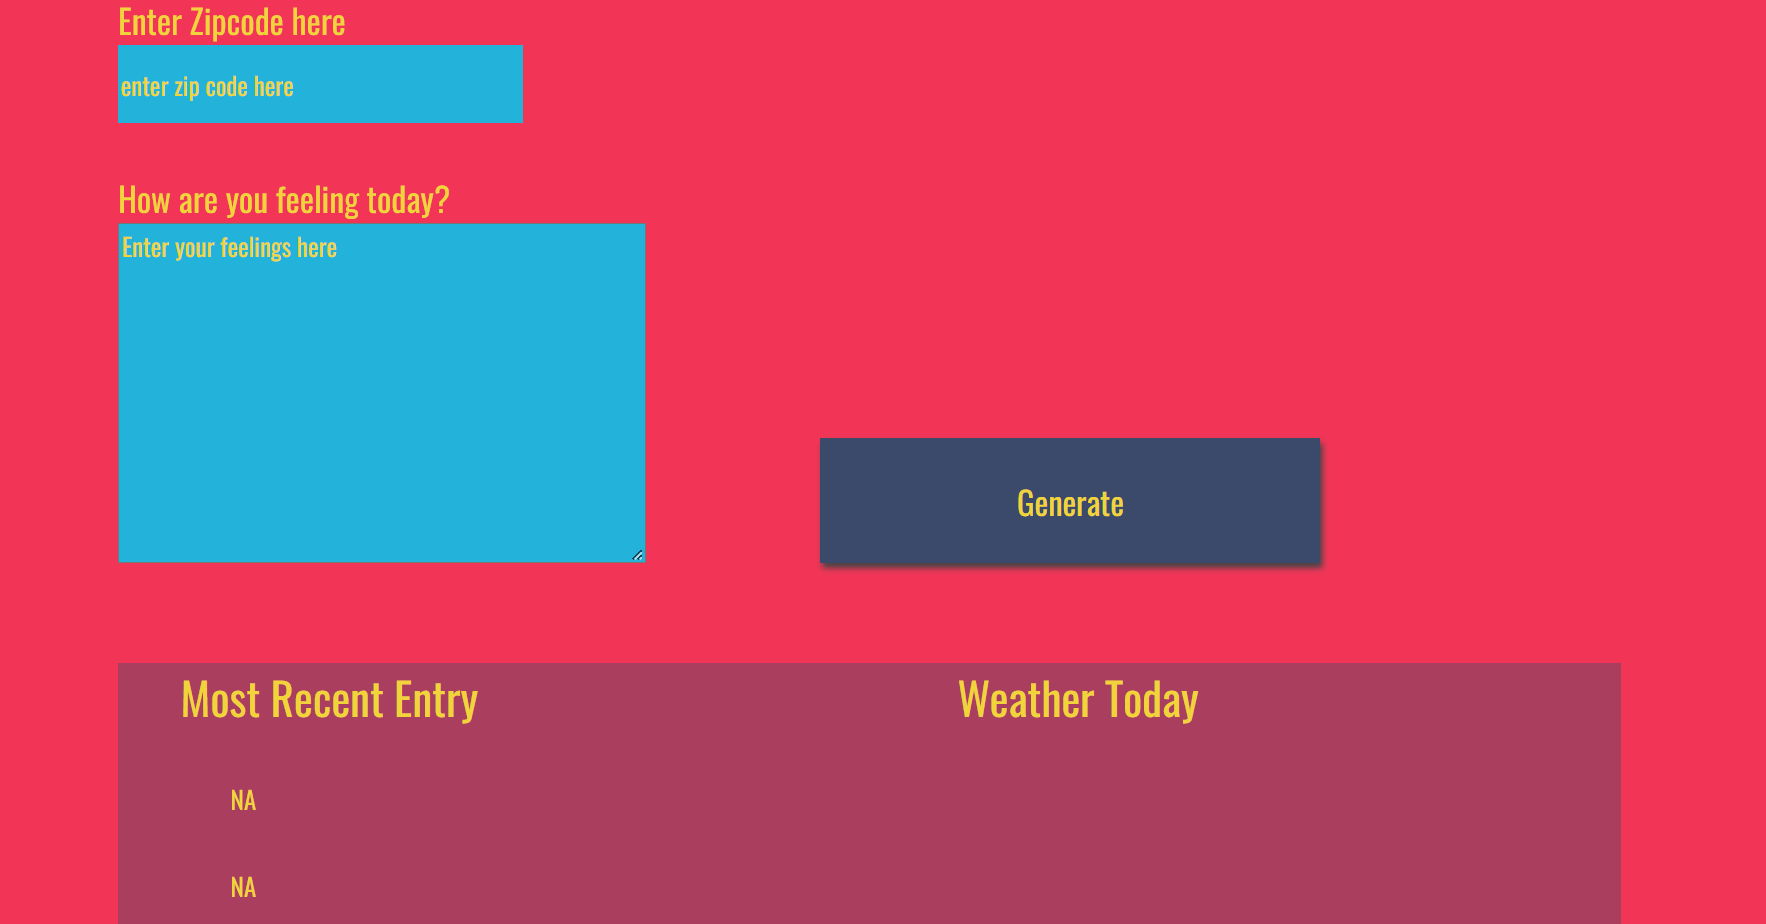 Enter Zipcode here
enter zip code here
How are you feeling today?
Enter your feelings here
Generate
Most Recent Entry
Weather Today
NA
NA